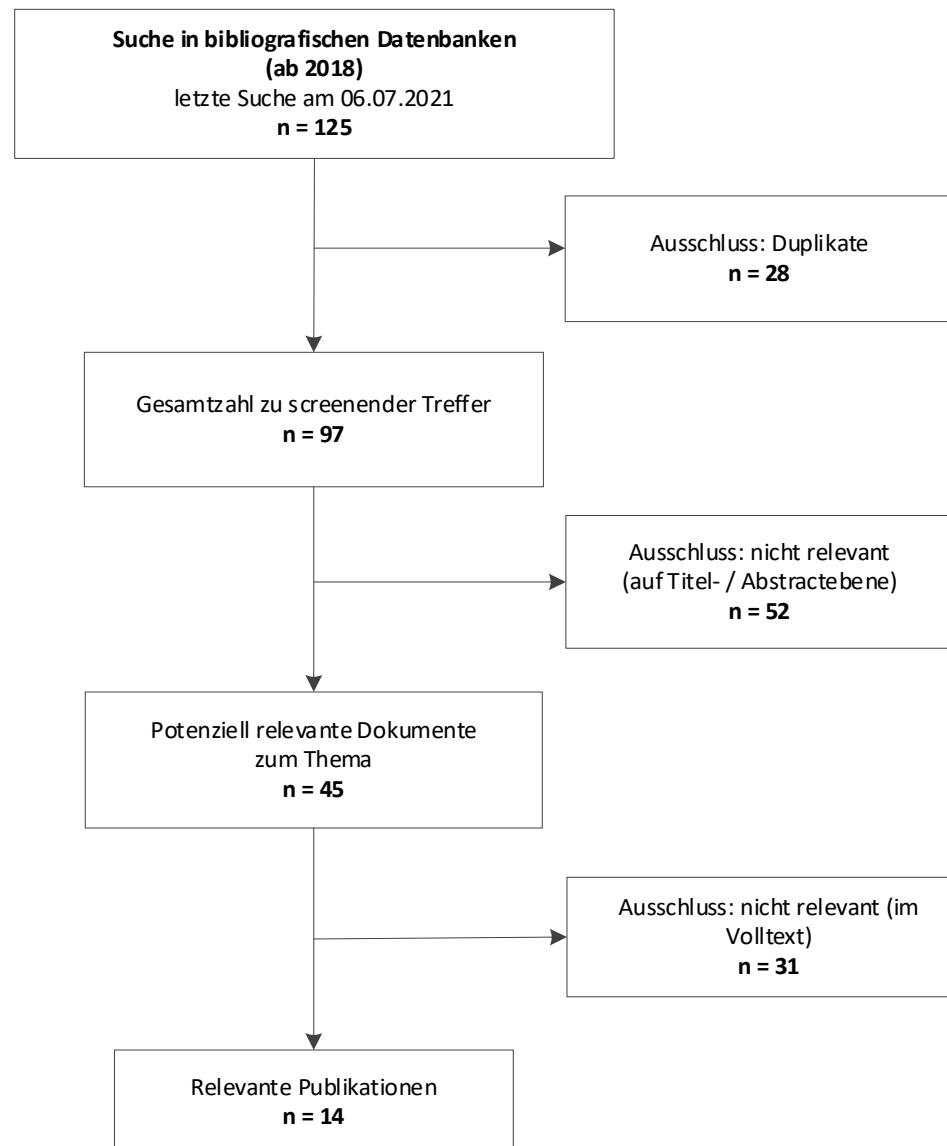 Suche in bibliografischen Datenbanken
(ab 2018)
letzte Suche am 06.07.2021
n = 125
Ausschluss: Duplikate
n = 28
Gesamtzahl zu screenender Treffer
n = 97
Ausschluss: nicht relevant
(auf Titel- / Abstractebene)
n = 52
Potenziell relevante Dokumente
zum Thema
n = 45
Ausschluss: nicht relevant (im
Volltext)
n = 31
Relevante Publikationen
n = 14